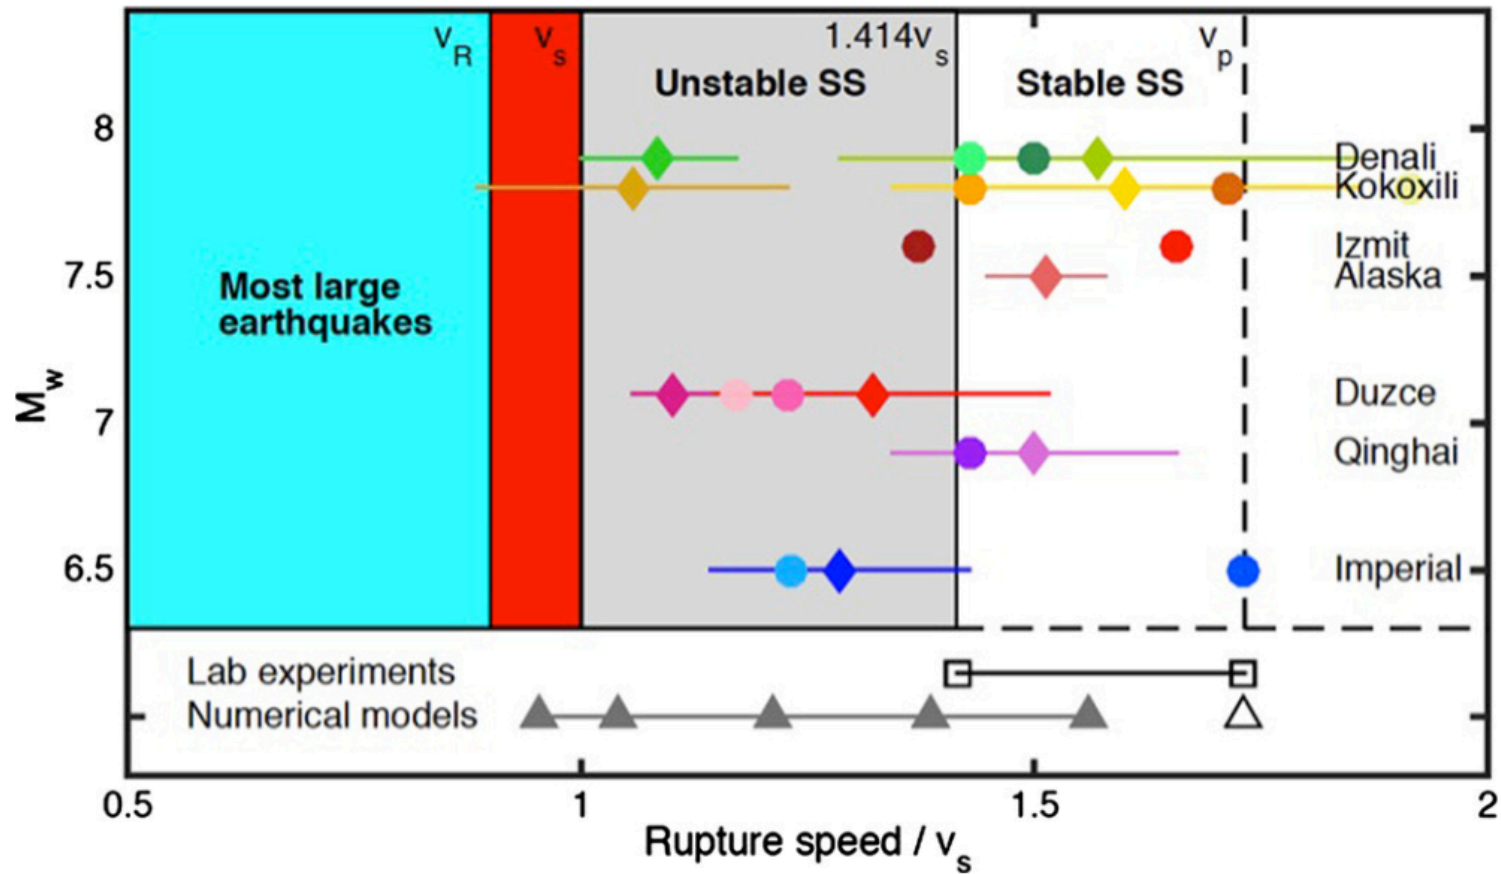 v_R v_s 1.414v_s v_p
Unstable SS Stable SS
8
Denali
Kokoxili
Izmit
7.5 Alaska
Most large
earthquakes
M_w
7 Duzce
Qinghai
6.5 Imperial
Lab experiments
Numerical models
0.5 1 1.5 2
Rupture speed / v_s